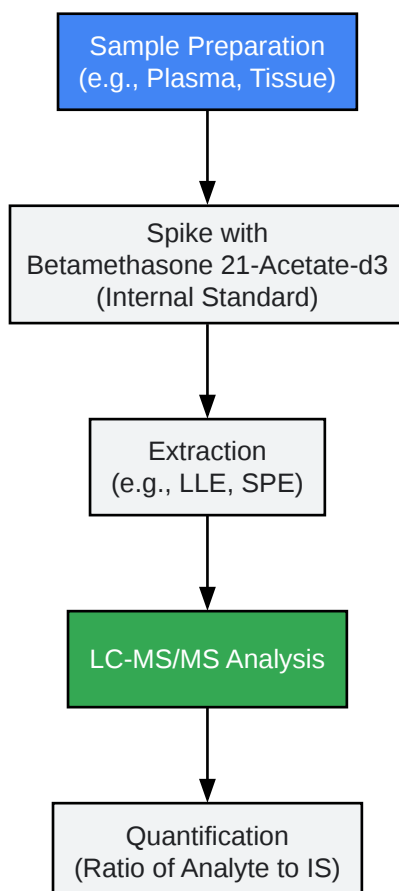 Sample Preparation
(e.g., Plasma, Tissue)
Spike with
Betamethasone 21-Acetate-d3
(Internal Standard)
Extraction
(e.g., LLE, SPE)
LC-MS/MS Analysis
Quantification
(Ratio of Analyte to IS)